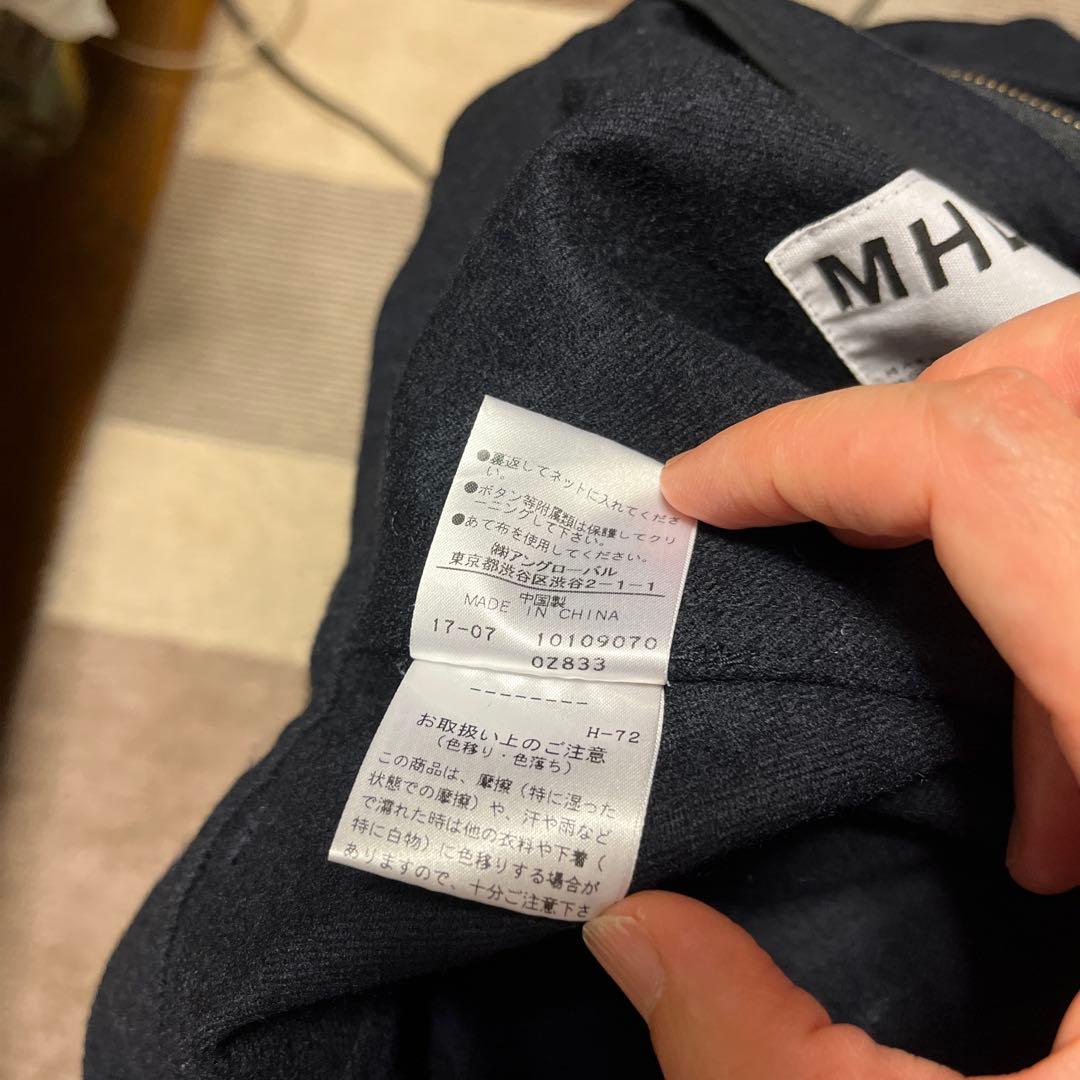 MH
●裏返してネットに入れてくださ
い。
●ボタン等附属類は保護してクリ
ーニングして下さい。
●あて布を使用してください。
㈱アングローバル
東京都渋谷区渋谷2-1-1
中国製
MADE IN CHINA
17-07 10109070
OZ833
--------
H-72
お取扱い上のご注意
(色移り・色落ち)
この商品は、摩擦(特に湿った
状態での摩擦)や、汗や雨など
で濡れた時は他の衣料や下着(
特に白物)に色移りする場合が
ありますので、十分ご注意下さ